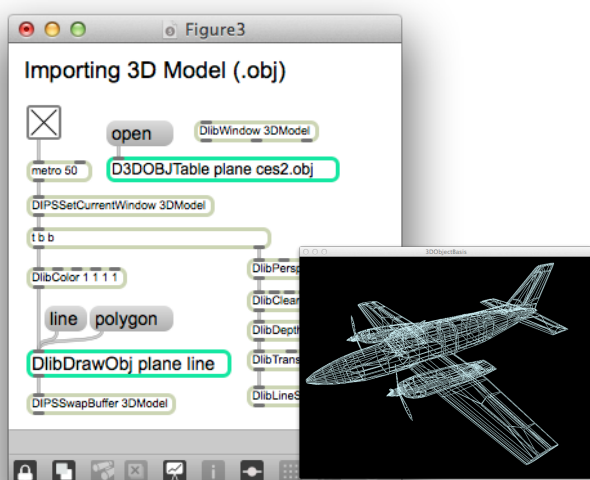 Figure3
Importing 3D Model (.obj)
open
DlibWindow 3DModel
metro 50
D3DOBJTable plane ces2.obj
DIPSSetCurrentWindow 3DModel
t b b
DlibColor 1 1 1 1
line
polygon
DlibDrawObj plane line
DIPSSwapBuffer 3DModel
DlibPersp
DlibClear
DlibDepth
DlibTrans
DlibLineS
3DObjectBasis